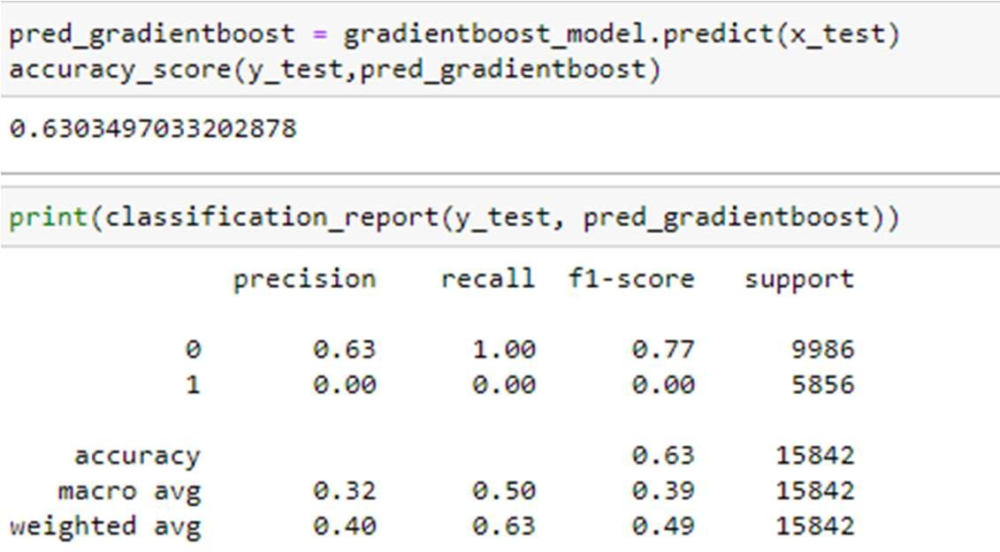 pred_gradientboost = gradientboost_model.predict(x_test)
accuracy_score(y_test,pred_gradientboost)
0.6303497033202878
print(classification_report(y_test, pred_gradientboost))
precision recall f1-score support
0 0.63 1.00 0.77 9986
1 0.00 0.00 0.00 5856
accuracy 0.63 15842
macro avg 0.32 0.50 0.39 15842
weighted avg 0.40 0.63 0.49 15842